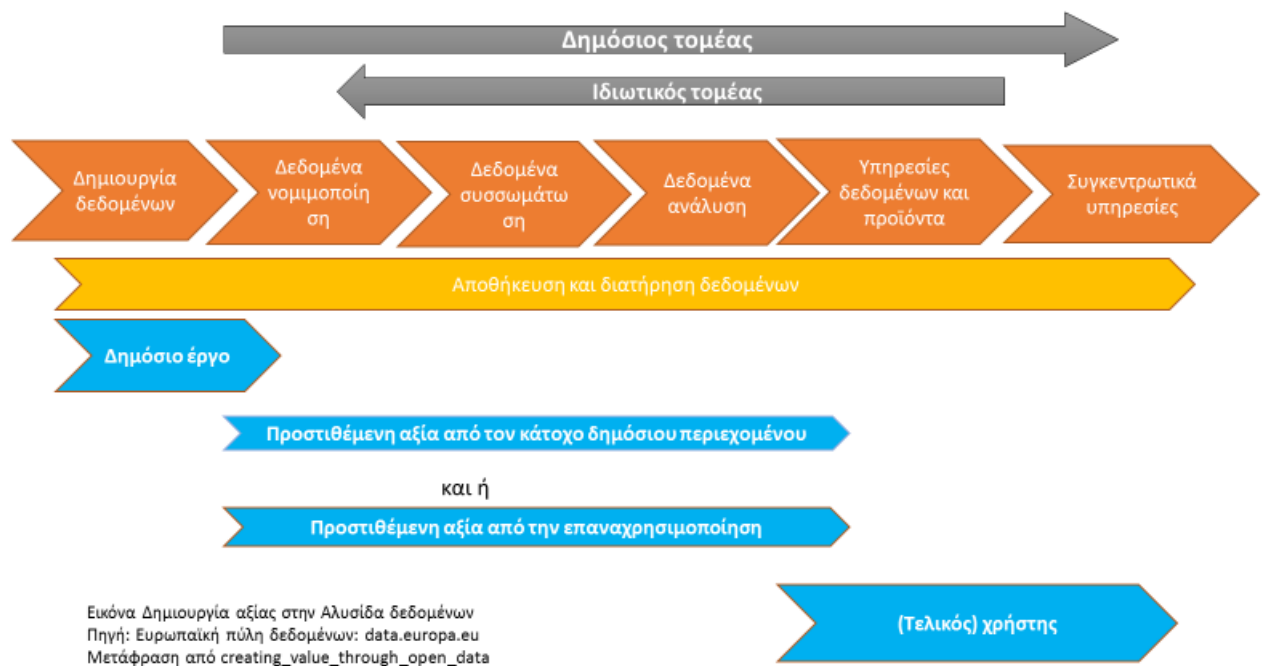 Δημόσιος τομέας
Ιδιωτικός τομέας
Δημιουργία
δεδομένων
Δεδομένα
νομιμοποίη
ση
Δεδομένα
συσσωμάτω
ση
Δεδομένα
ανάλυση
Υπηρεσίες
δεδομένων και
προϊόντα
Συγκεντρωτικά
υπηρεσίες
Αποθήκευση και διατήρηση δεδομένων
Δημόσιο έργο
Προστιθέμενη αξία από τον κάτοχο δημόσιου περιεχομένου
και ή
Προστιθέμενη αξία από την επαναχρησιμοποίηση
(Τελικός) χρήστης
Εικόνα Δημιουργία αξίας στην Αλυσίδα δεδομένων
Πηγή: Ευρωπαϊκή πύλη δεδομένων: data.europa.eu
Μετάφραση από creating_value_through_open_data